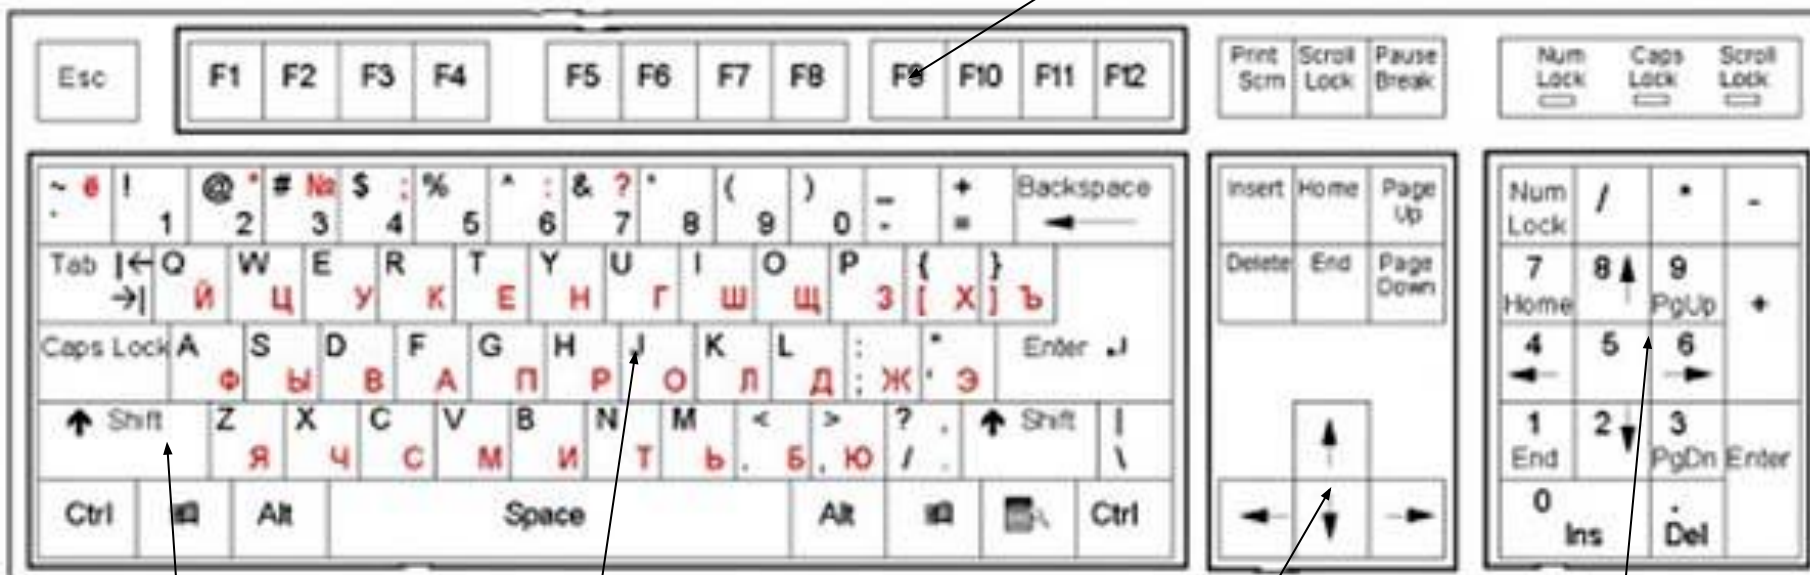 Esc F1 F2 F3 F4 F5 F6 F7 F8 F9 F10 F11 F12 Print Scrn Scroll Lock Pause Break Num Lock Caps Lock Scroll Lock
~ ё ` ! 1 @ " 2 # № 3 $ ; 4 % 5 ^ : 6 & ? 7 * 8 ( 9 ) 0 _ - + = Backspace Insert Home Page Up Num Lock / * -
Tab Q Й W Ц E У R К T Е Y Н U Г I Ш O Щ P З { [ Х } ] Ъ Delete End Page Down 7 Home 8 9 PgUp +
Caps Lock A Ф S Ы D В F А G П H Р J О K Л L Д : ; Ж " ' Э Enter 4 5 6
Shift Z Я X Ч C С V М B И N Т M Ь < , Б > . Ю ? / , . Shift | \ 1 End 2 3 PgDn Enter
Ctrl Alt Space Alt Ctrl 0 Ins . Del